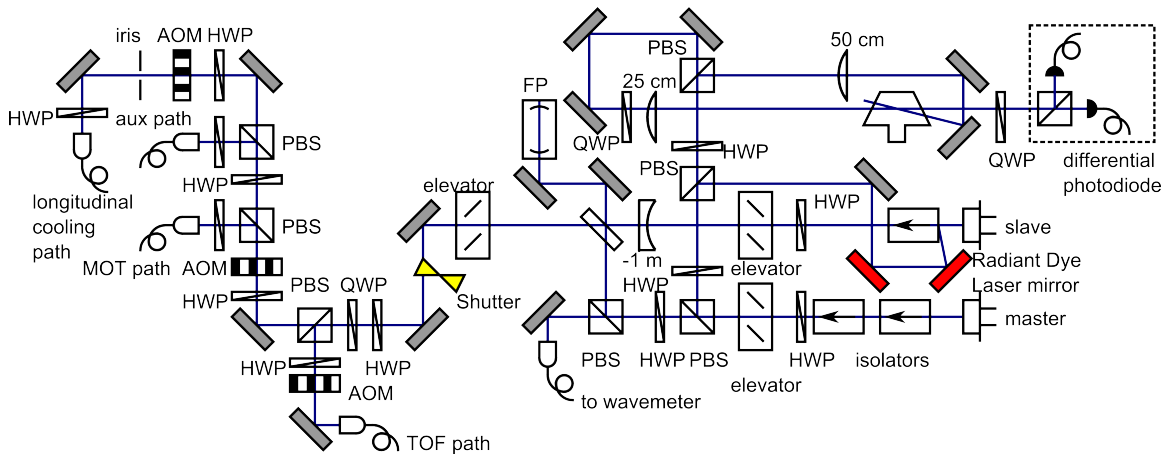 iris
AOM
HWP
HWP
aux path
PBS
HWP
longitudinal
cooling
path
PBS
MOT path
AOM
HWP
PBS
QWP
HWP
HWP
AOM
TOF path
elevator
Shutter
FP
PBS
25 cm
50 cm
QWP
HWP
PBS
QWP
differential
photodiode
HWP
-1 m
elevator
slave
Radiant Dye
Laser mirror
HWP
master
PBS
HWP
PBS
HWP
isolators
elevator
to wavemeter